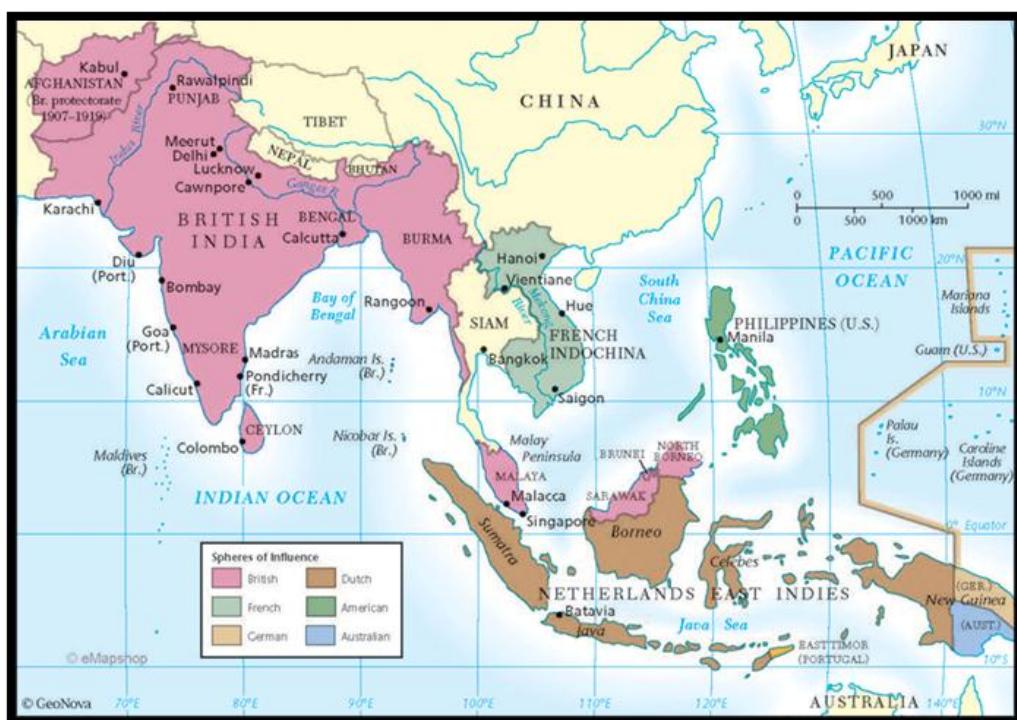 JAPAN
Kabul
AFGHANISTAN
(Br. protectorate
1907–1919)
Rawalpindi
PUNJAB
Indus River
CHINA
TIBET
30°N
Meerut
Delhi
NEPAL
BHUTAN
Lucknow
Cawnpore
Ganges R.
0 500 1000 mi
0 500 1000 km
Karachi
BRITISH
INDIA
BENGAL
Calcutta
BURMA
Hanoi
PACIFIC
OCEAN
20°N
Diu
(Port.)
Bombay
Vientiane
Mekong
River
Bay of
Bengal
Rangoon
SIAM
Hue
South
China
Sea
Mariana
Islands
Arabian
Sea
Goa
(Port.)
MYSORE
Madras
Andaman Is.
(Br.)
Bangkok
FRENCH
INDOCHINA
PHILIPPINES (U.S.)
Manila
Guam (U.S.)
Calicut
Pondicherry
(Fr.)
Saigon
10°N
CEYLON
Colombo
Nicobar Is.
(Br.)
Maldives
(Br.)
Malay
Peninsula
BRUNEI
NORTH
BORNEO
Palau
Is.
(Germany)
Caroline
Islands
(Germany)
INDIAN OCEAN
MALAYA
Malacca
Singapore
SARAWAK
Borneo
Sumatra
Celebes
0° Equator
Spheres of Influence
British
Dutch
French
American
German
Australian
NETHERLANDS EAST INDIES
Batavia
Java
Java Sea
(GER.)
New Guinea
(AUST.)
EAST TIMOR
(PORTUGAL)
10°S
© eMapshop
© GeoNova
70°E
80°E
90°E
100°E
110°E
120°E
AUSTRALIA
140°E